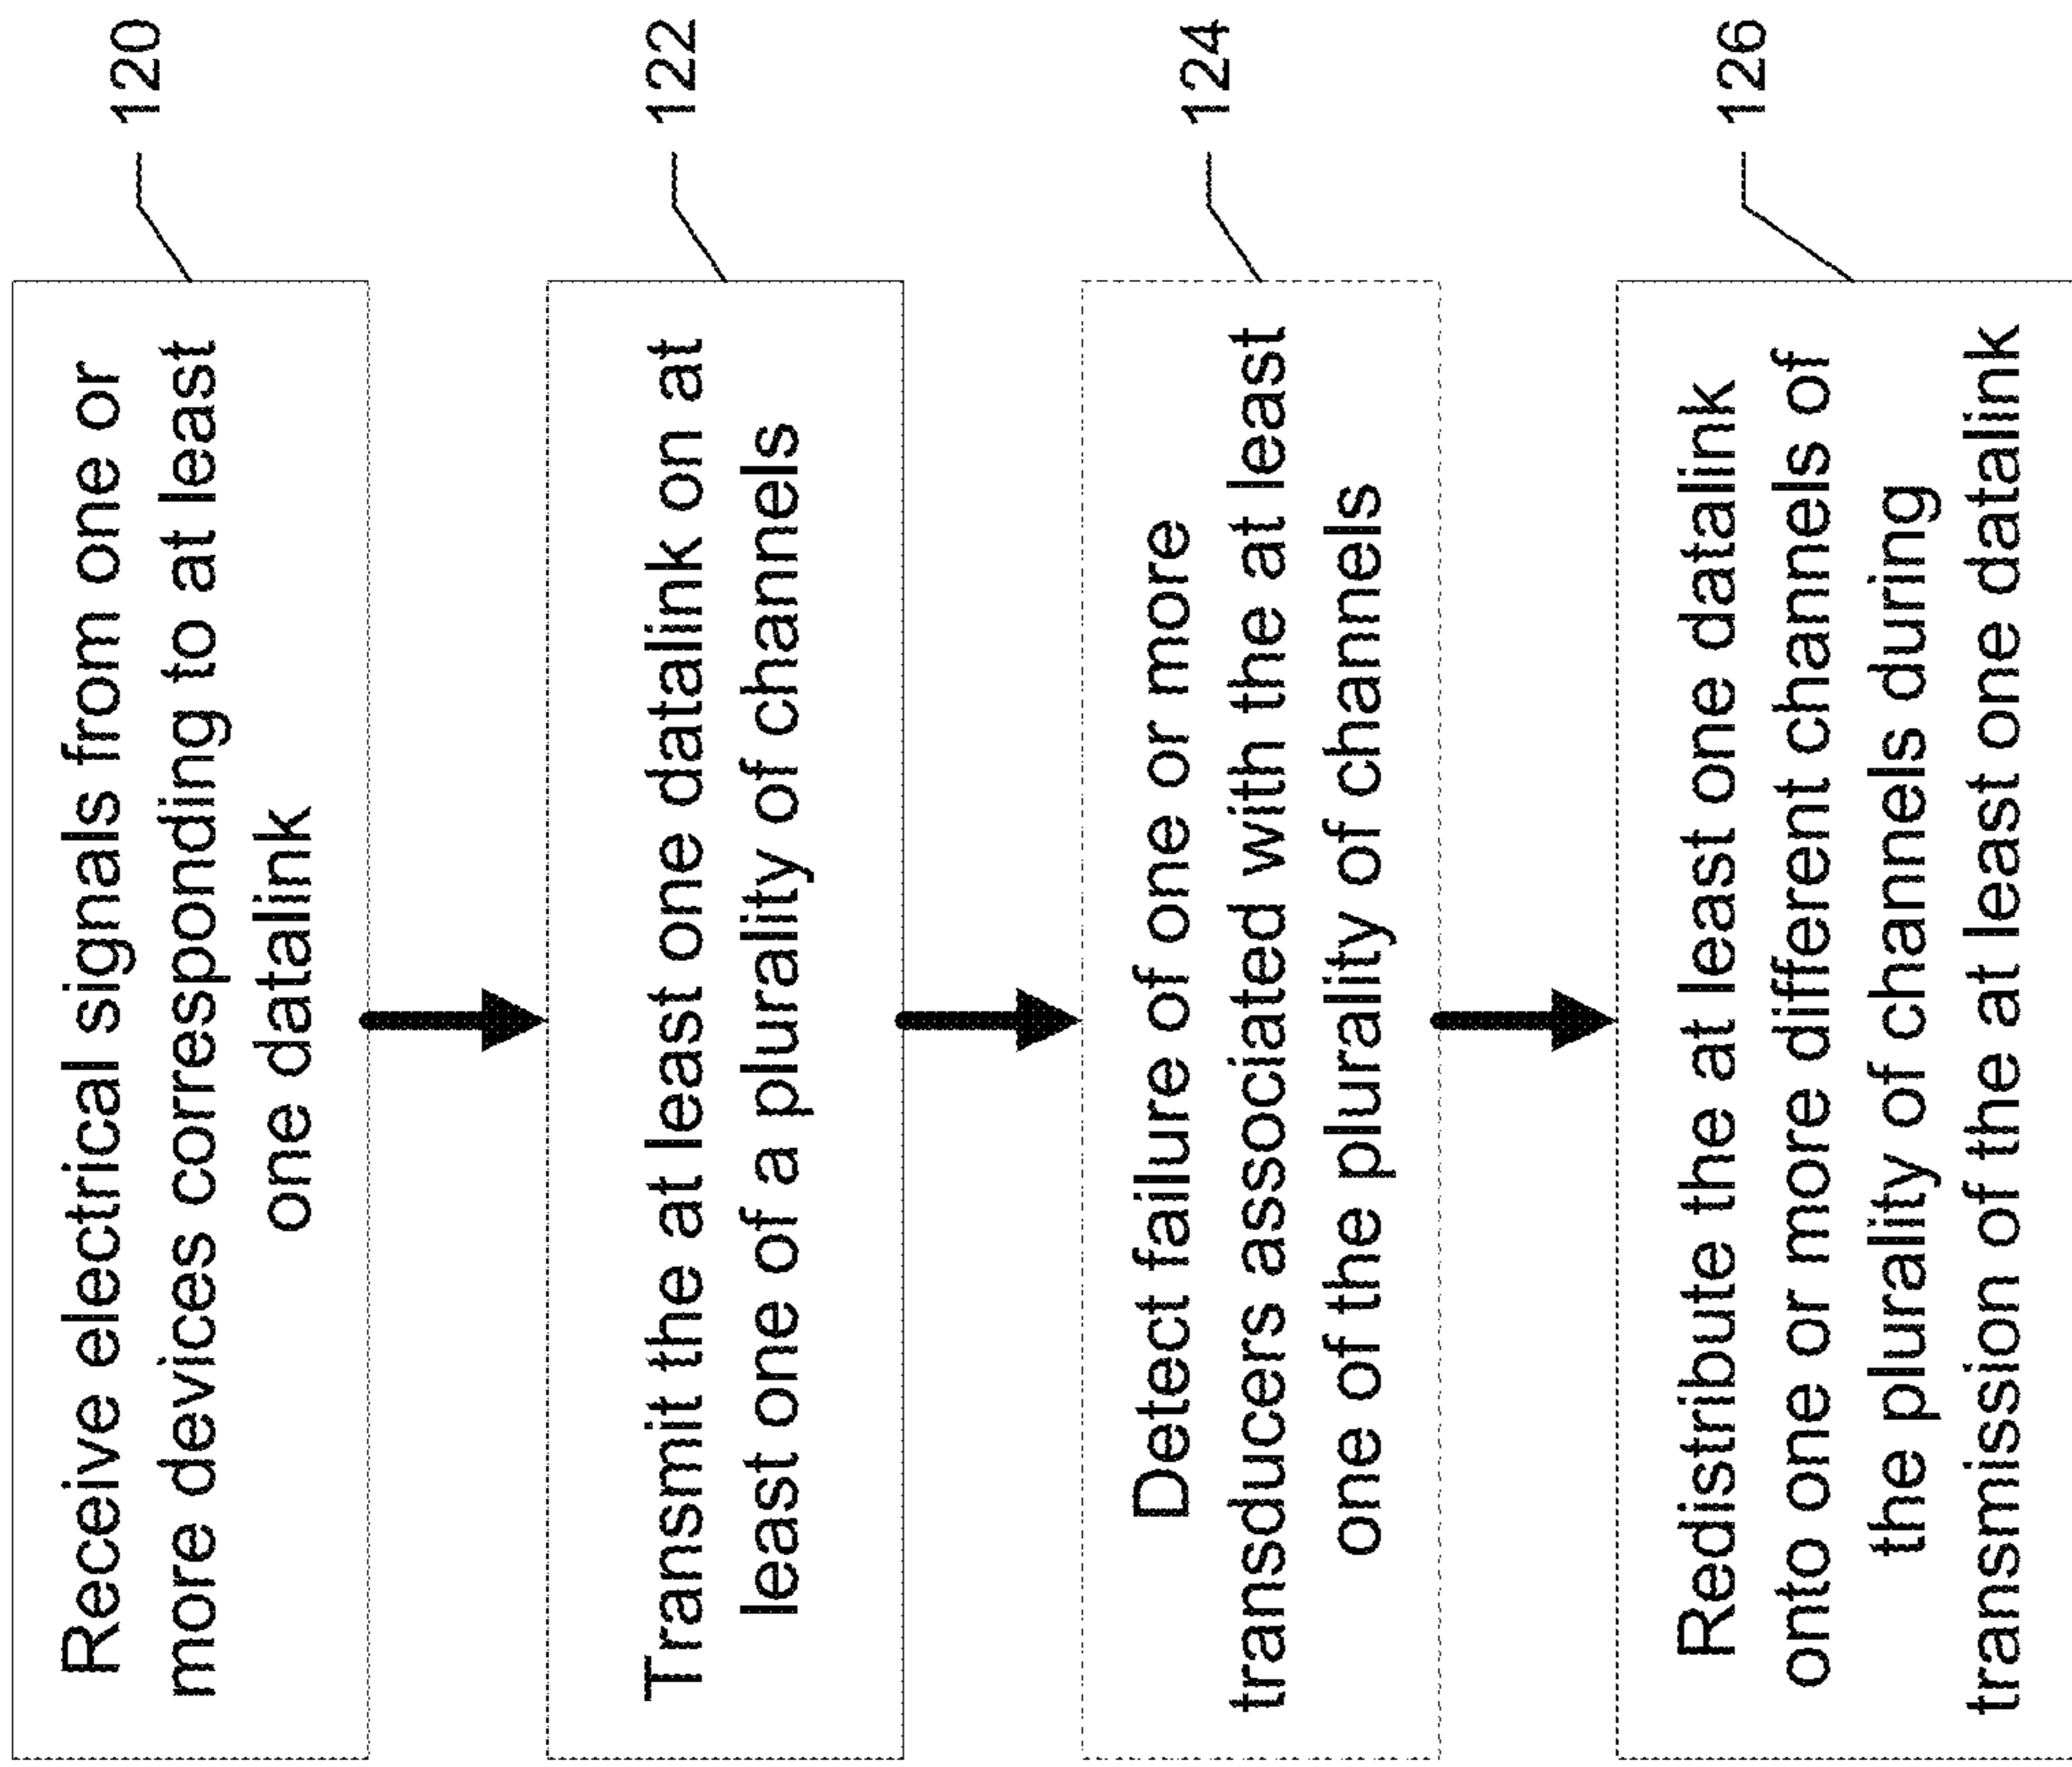 Receive electrical signals from one or
more devices corresponding to at least
one datalink
120
Transmit the at least one datalink on at
least one of a plurality of channels
122
Detect failure of one or more
transducers associated with the at least
one of the plurality of channels
124
Redistribute the at least one datalink
onto one or more different channels of
the plurality of channels during
transmission of the at least one datalink
126